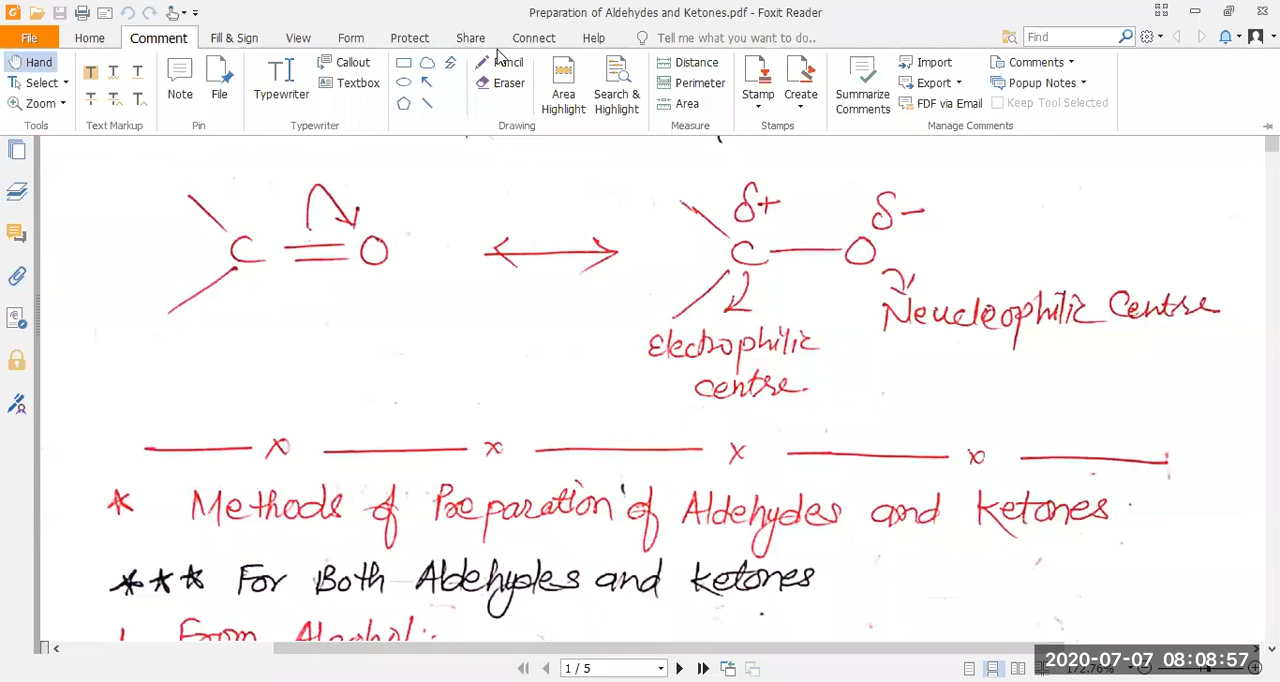 Preparation of Aldehydes and Ketones.pdf - Foxit Reader
File Home Comment Fill & Sign View Form Protect Share Connect Help Tell me what you want to do.. Find
Hand
Select
Zoom
Tools
Text Markup
Note
File
Pin
Typewriter
Callout
Textbox
Typewriter
Pencil
Eraser
Area Highlight
Search & Highlight
Drawing
Distance
Perimeter
Area
Measure
Stamp
Create
Stamps
Summarize Comments
Import
Export
FDF via Email
Comments
Popup Notes
Keep Tool Selected
Manage Comments
δ+ δ-
C = O
C — O
Neucleophilic Centre
Electrophilic
centre.
x x x x
* Methods of Preparation of Aldehydes and Ketones
*** For Both Aldehydes and ketones
From Alcohol:
1 / 5
2020-07-07 08:08:57